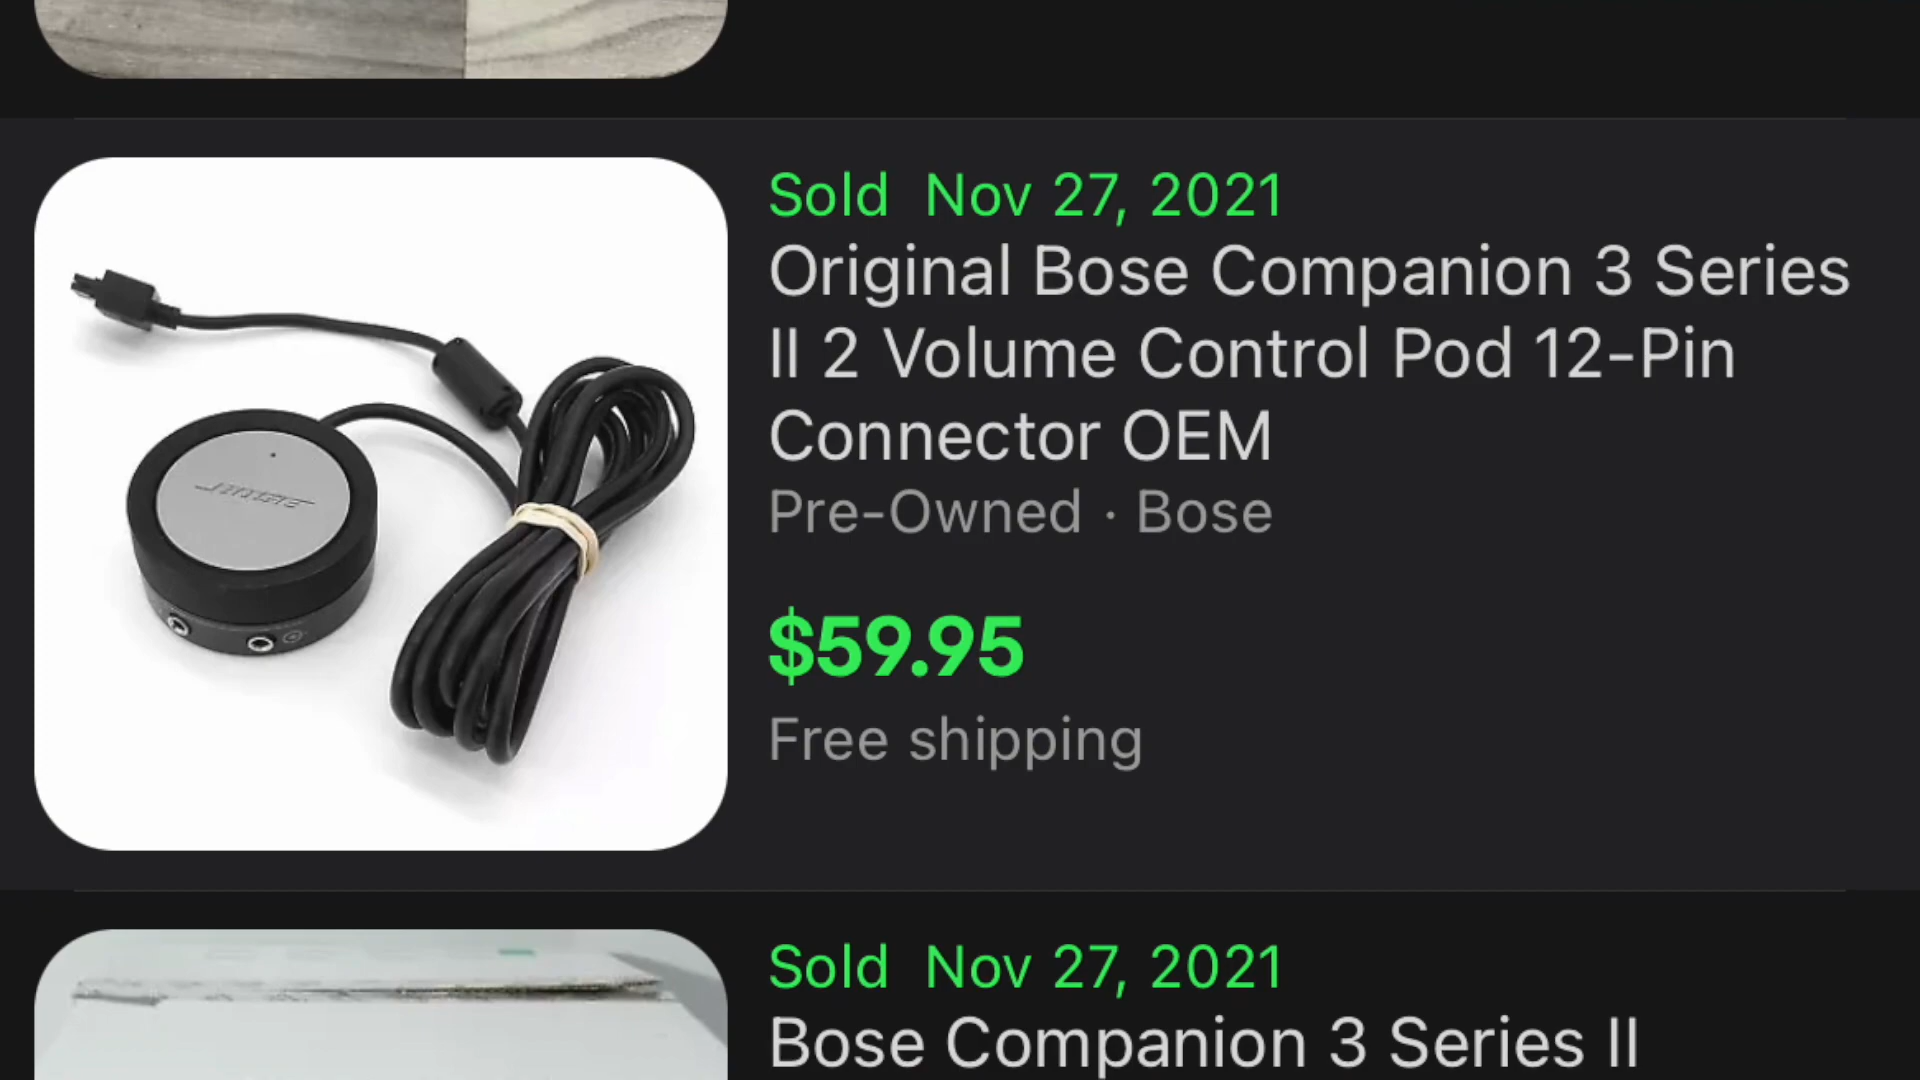 Sold Nov 27, 2021
Original Bose Companion 3 Series
II 2 Volume Control Pod 12-Pin
Connector OEM
Pre-Owned · Bose
$59.95
Free shipping
BOSE
Sold Nov 27, 2021
Bose Companion 3 Series II